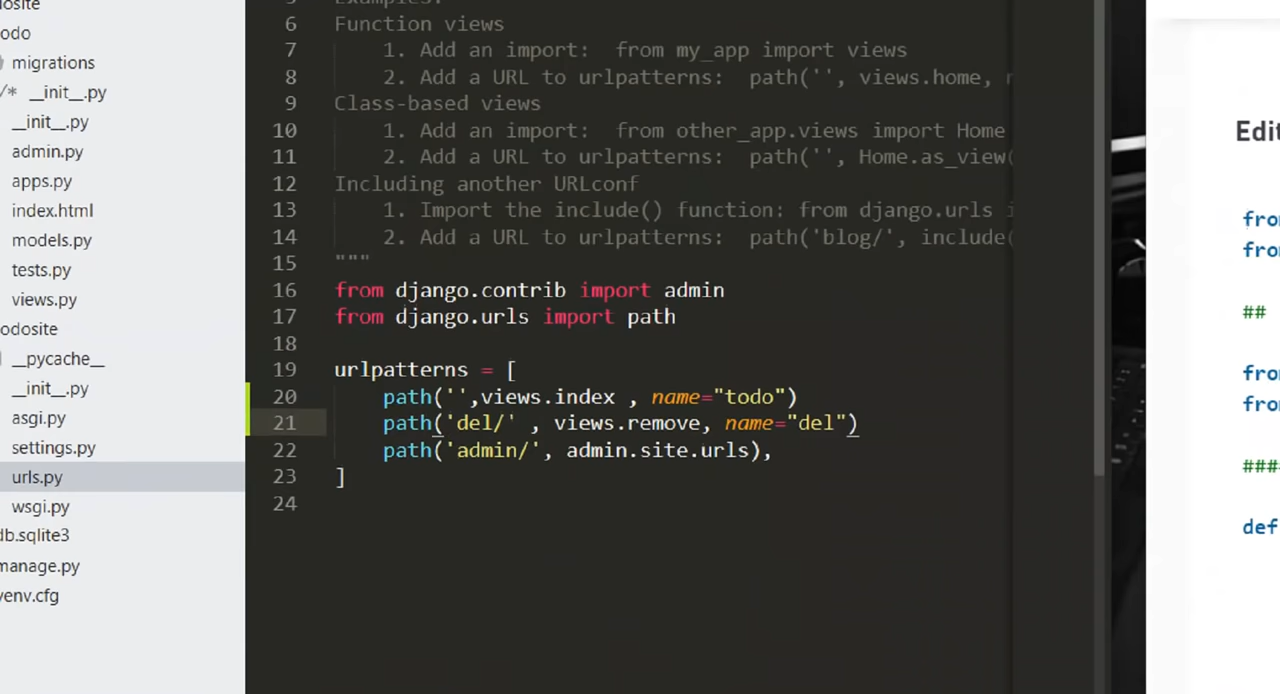 odosite
odo
migrations
/* __init__.py
__init__.py
admin.py
apps.py
index.html
models.py
tests.py
views.py
odosite
__pycache__
__init__.py
asgi.py
settings.py
urls.py
wsgi.py
db.sqlite3
manage.py
venv.cfg
6 Function views
7 1. Add an import: from my_app import views
8 2. Add a URL to urlpatterns: path('', views.home,
9 Class-based views
10 1. Add an import: from other_app.views import Home
11 2. Add a URL to urlpatterns: path('', Home.as_view(
12 Including another URLconf
13 1. Import the include() function: from django.urls i
14 2. Add a URL to urlpatterns: path('blog/', include(
15 """
16 from django.contrib import admin
17 from django.urls import path
18
19 urlpatterns = [
20 path('',views.index , name="todo")
21 path('del/' , views.remove, name="del")
22 path('admin/', admin.site.urls),
23 ]
24
Edit
from
from
##
from
from
####
def